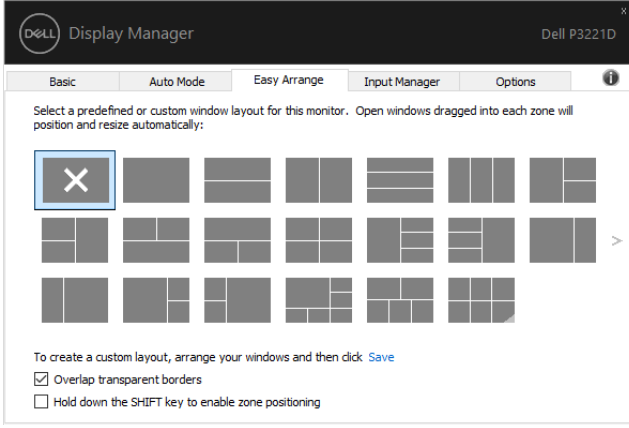 DELL Display Manager Dell P3221D
Basic Auto Mode Easy Arrange Input Manager Options
Select a predefined or custom window layout for this monitor. Open windows dragged into each zone will
position and resize automatically:
To create a custom layout, arrange your windows and then click Save
Overlap transparent borders
Hold down the SHIFT key to enable zone positioning